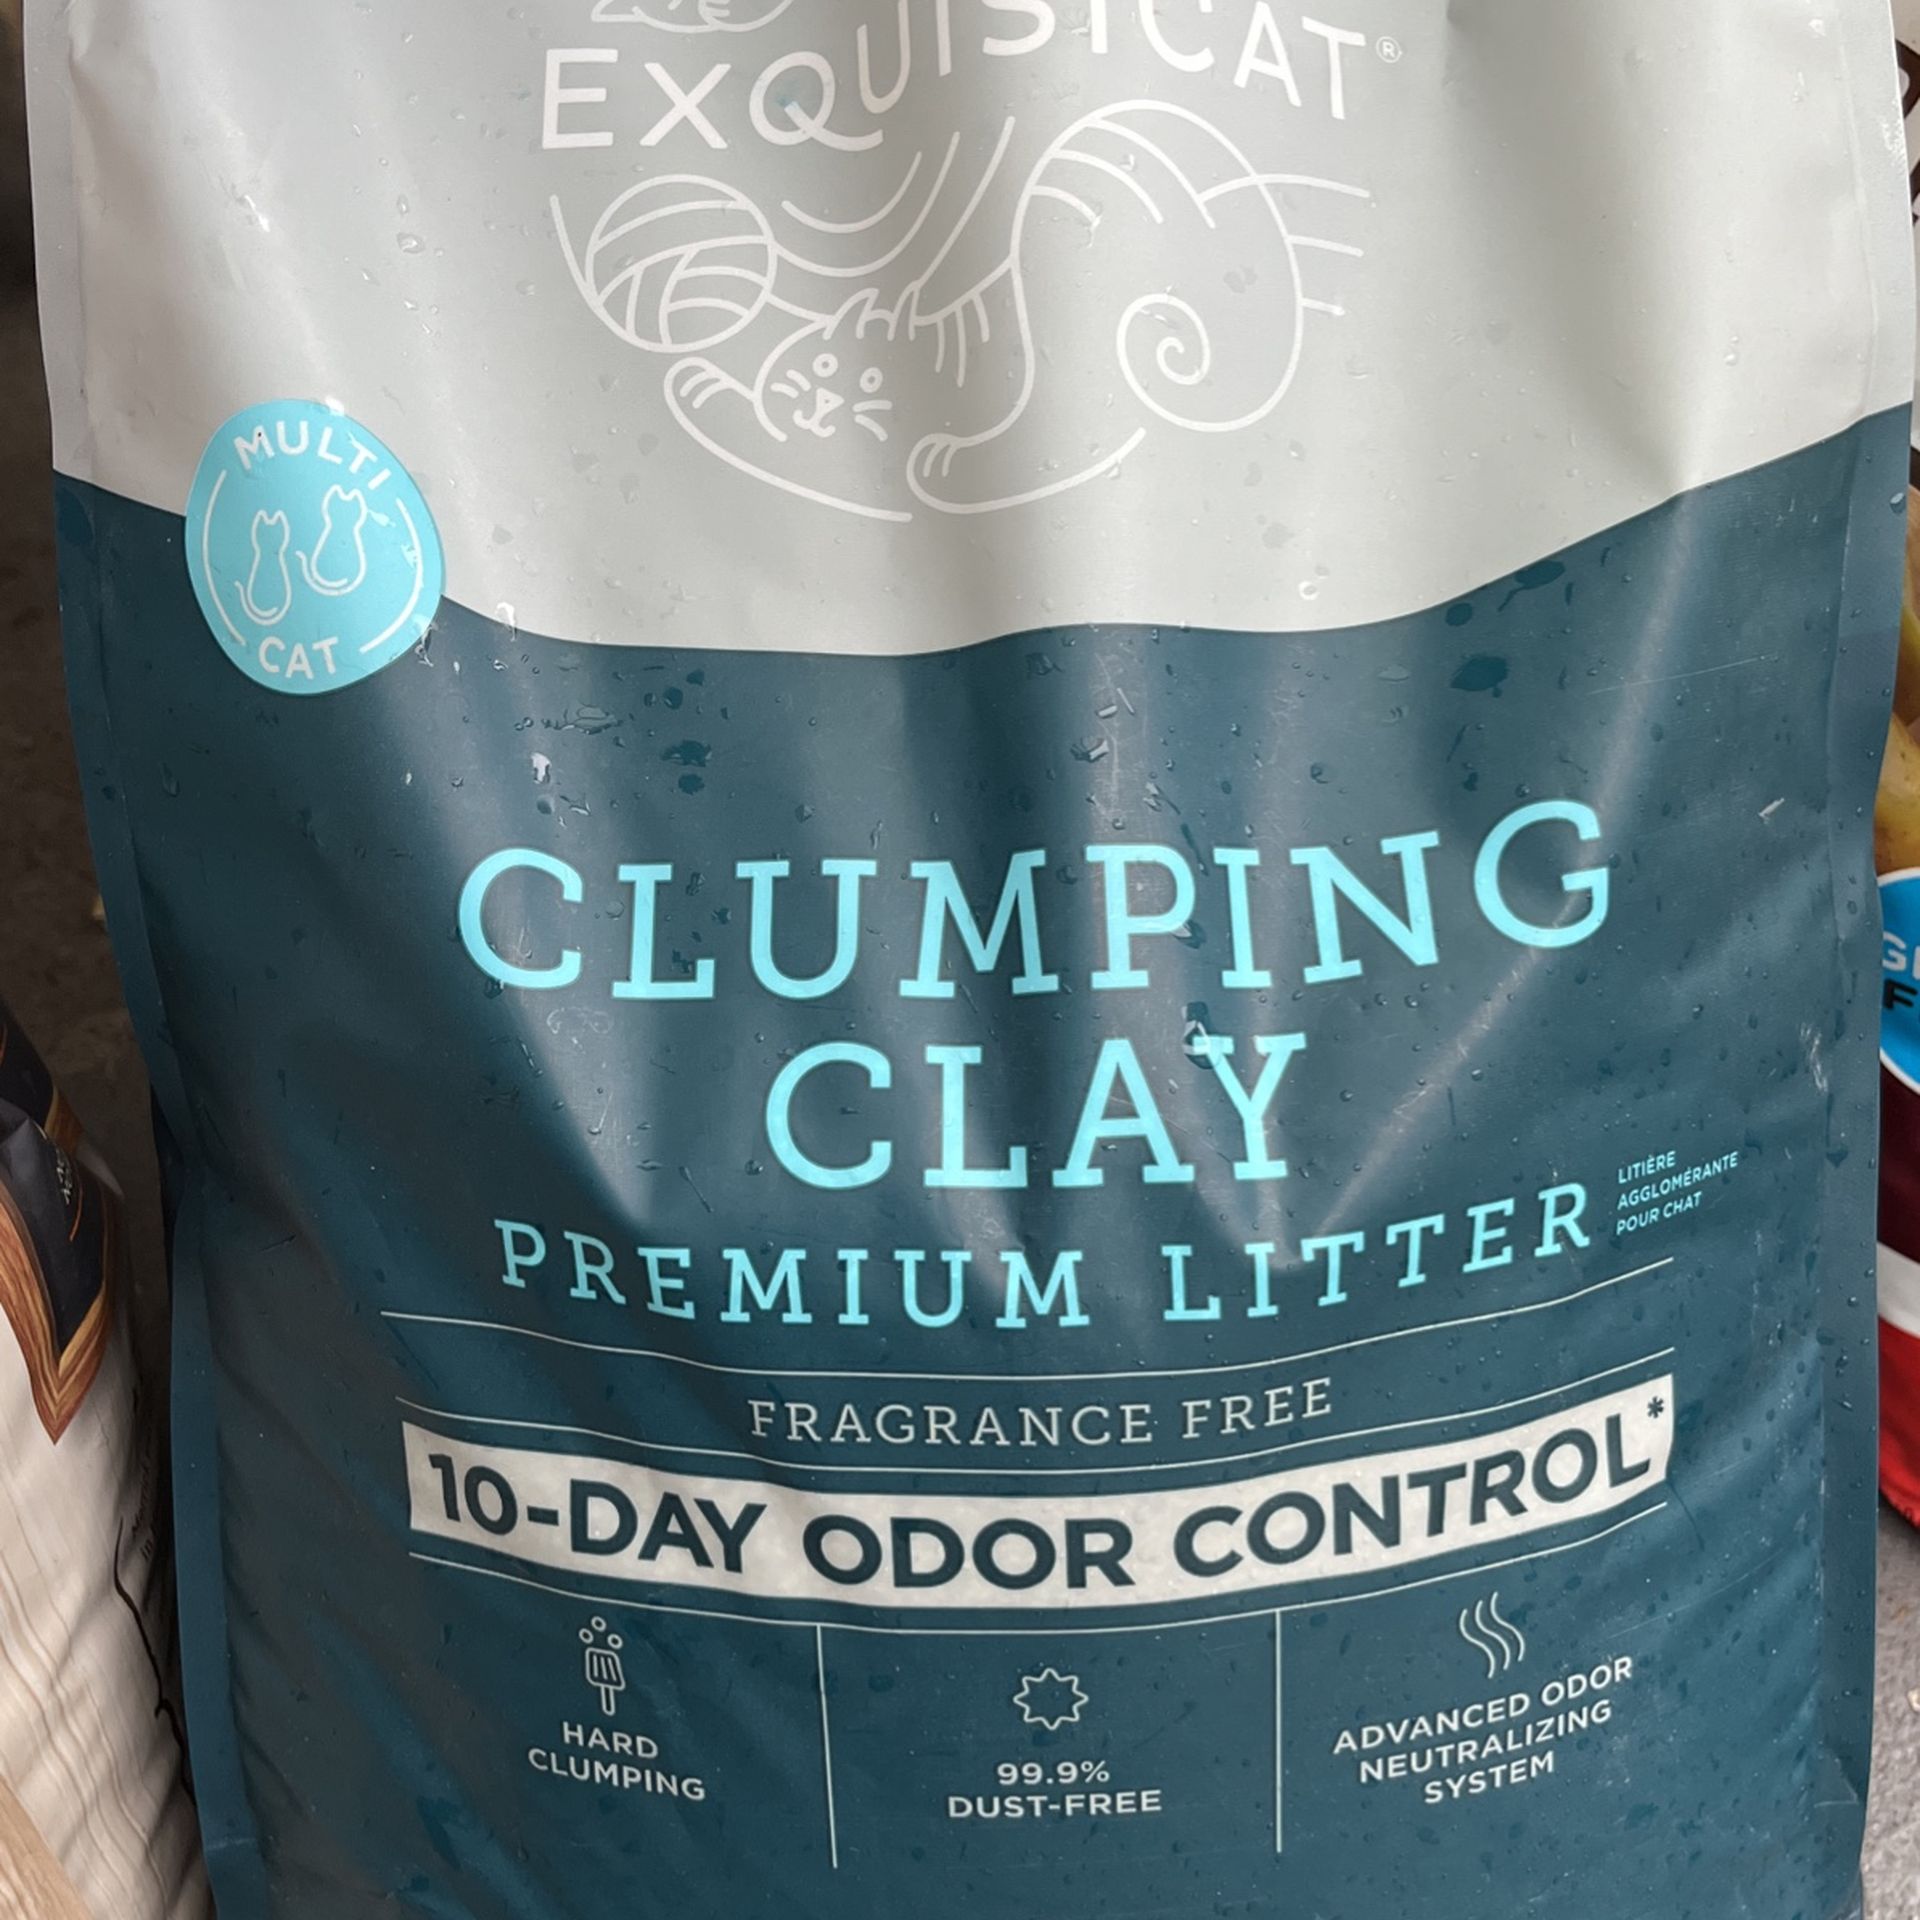 EXQUISICAT®
MULTI
CAT
CLUMPING
CLAY
PREMIUM LITTER
LITIÈRE
AGGLOMÉRANTE
POUR CHAT
FRAGRANCE FREE
10-DAY ODOR CONTROL*
HARD
CLUMPING
99.9%
DUST-FREE
ADVANCED ODOR
NEUTRALIZING
SYSTEM